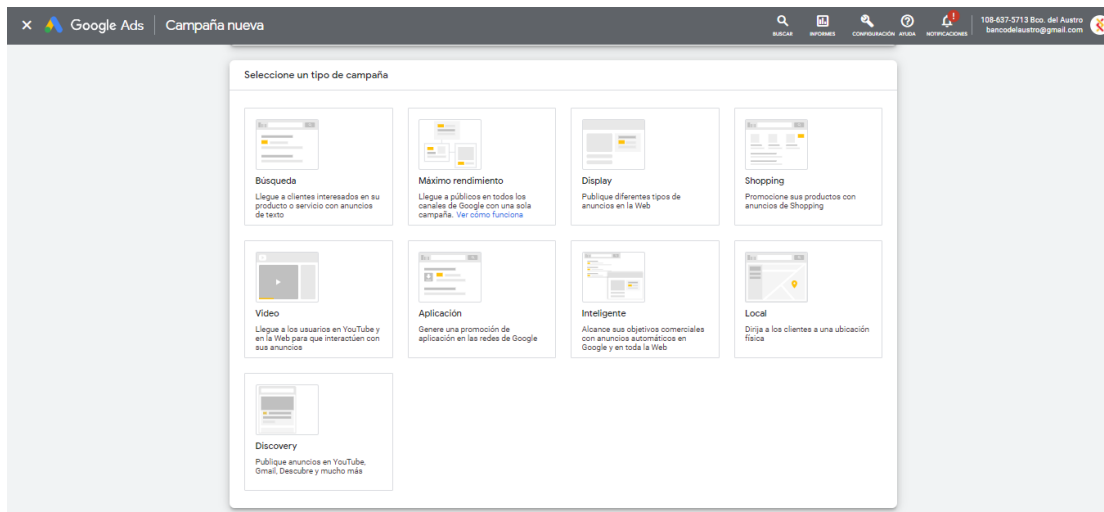 Google Ads
Campaña nueva
BUSCAR
INFORMES
CONFIGURACIÓN
AYUDA
NOTIFICACIONES
108-637-5713 Bco. del Austro
bancodelaustro@gmail.com
Seleccione un tipo de campaña
Búsqueda
Llegue a clientes interesados en su
producto o servicio con anuncios
de texto
Máximo rendimiento
Llegue a públicos en todos los
canales de Google con una sola
campaña. Ver cómo funciona
Display
Publique diferentes tipos de
anuncios en la Web
Shopping
Promocione sus productos con
anuncios de Shopping
Video
Llegue a los usuarios en YouTube y
en la Web para que interactúen con
sus anuncios
Aplicación
Genere una promoción de
aplicación en las redes de Google
Inteligente
Alcance sus objetivos comerciales
con anuncios automáticos en
Google y en toda la Web
Local
Dirija a los clientes a una ubicación
física
Discovery
Publique anuncios en YouTube,
Gmail, Descubre y mucho más